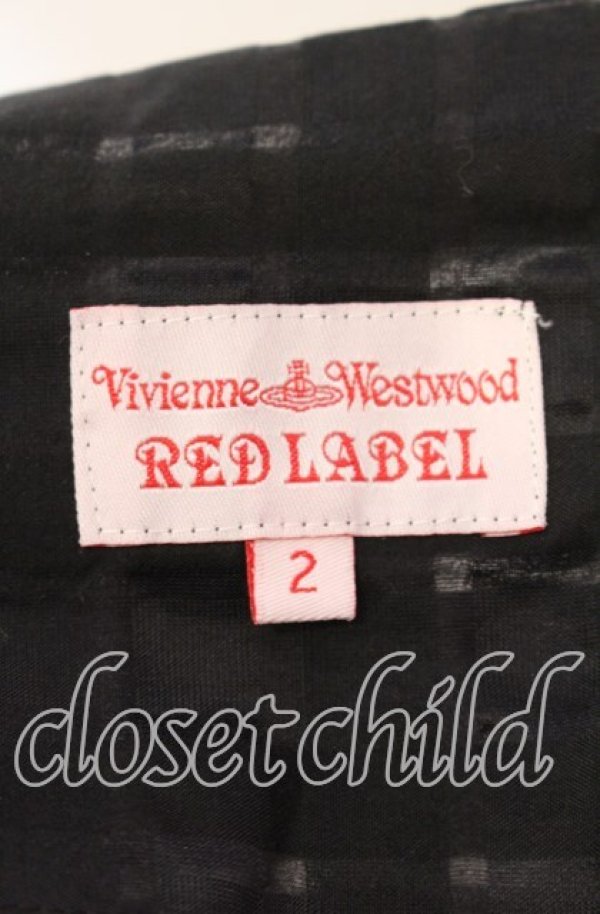 Vivienne Westwood
RED LABEL
2
closet child